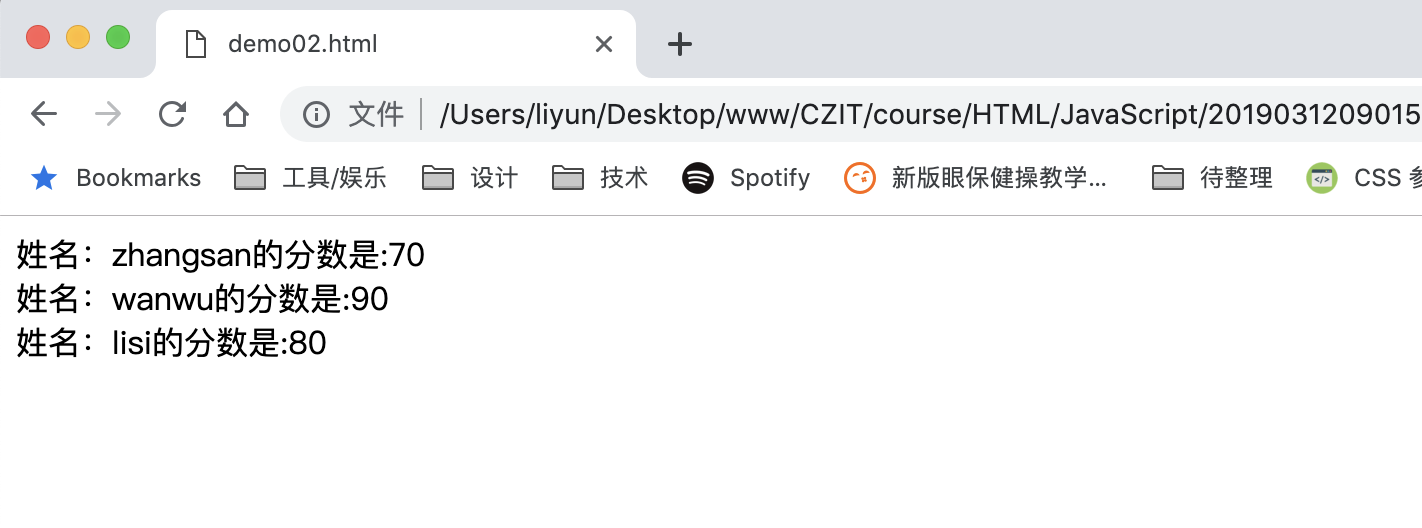 demo02.html
文件 /Users/liyun/Desktop/www/CZIT/course/HTML/JavaScript/2019031209015
Bookmarks 工具/娱乐 设计 技术 Spotify 新版眼保健操教学... 待整理 CSS
姓名：zhangsan的分数是:70
姓名：wanwu的分数是:90
姓名：lisi的分数是:80